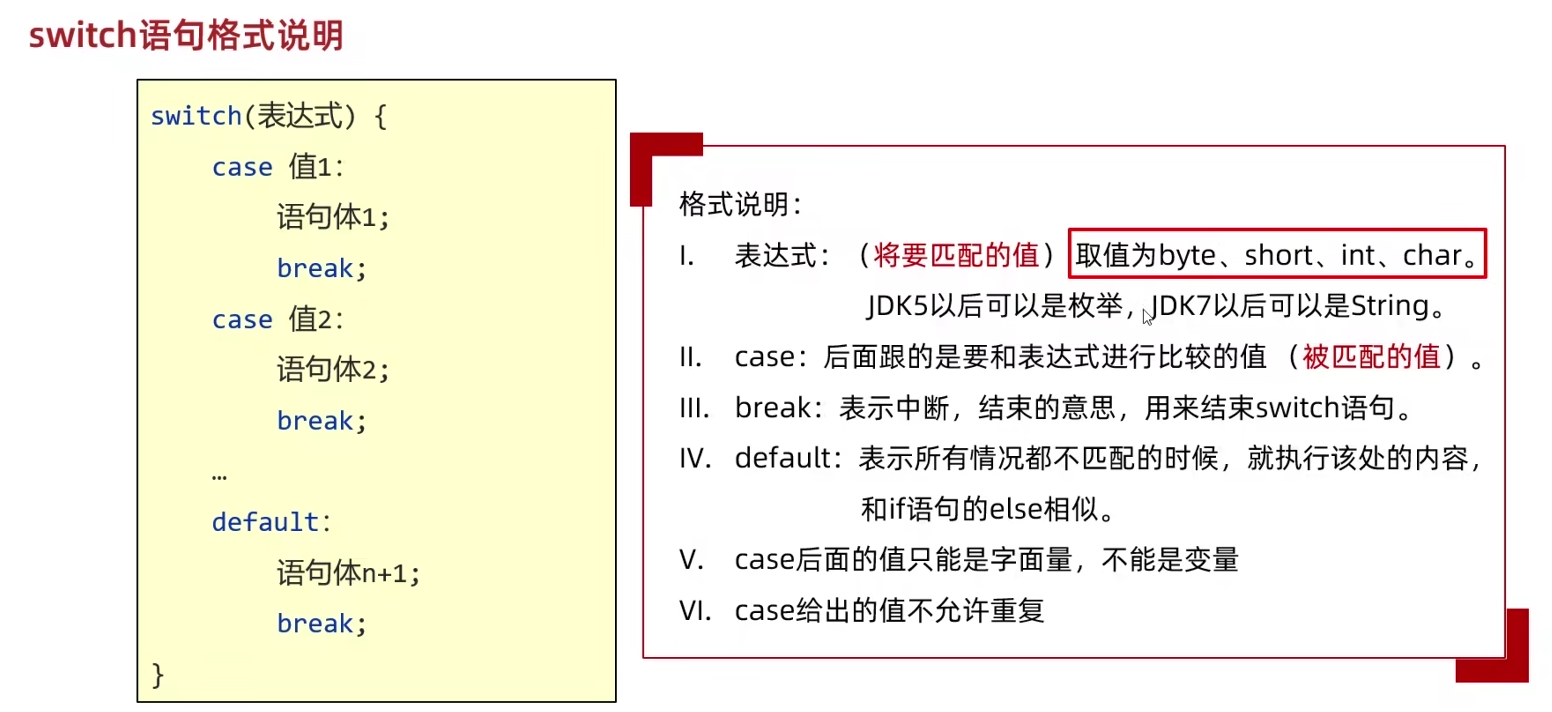 switch语句格式说明
switch(表达式) {
case 值1:
语句体1;
break;
case 值2:
语句体2;
break;
…
default:
语句体n+1;
break;
}
格式说明：
I. 表达式：（将要匹配的值）取值为byte、short、int、char。
JDK5以后可以是枚举，JDK7以后可以是String。
II. case：后面跟的是要和表达式进行比较的值（被匹配的值）。
III. break：表示中断，结束的意思，用来结束switch语句。
IV. default：表示所有情况都不匹配的时候，就执行该处的内容，
和if语句的else相似。
V. case后面的值只能是字面量，不能是变量
VI. case给出的值不允许重复